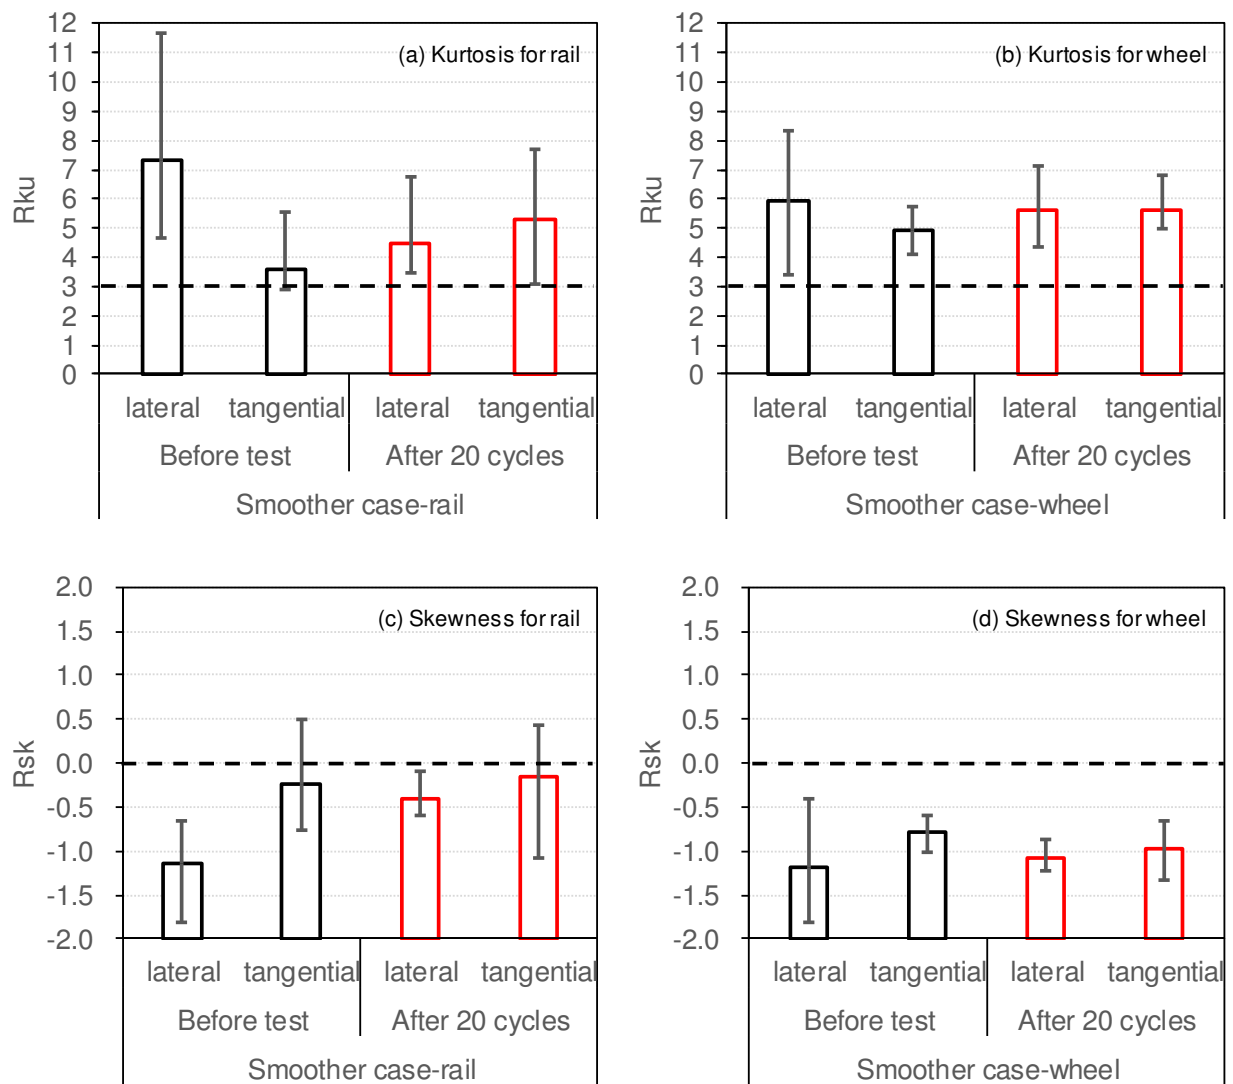 12
11
10
9
8
7
6
5
4
3
2
1
0
Rku
(a) Kurtosis for rail
lateral tangential lateral tangential
Before test After 20 cycles
Smoother case-rail
12
11
10
9
8
7
6
5
4
3
2
1
0
Rku
(b) Kurtosis for wheel
lateral tangential lateral tangential
Before test After 20 cycles
Smoother case-wheel
2.0
1.5
1.0
0.5
0.0
-0.5
-1.0
-1.5
-2.0
Rsk
(c) Skewness for rail
lateral tangential lateral tangential
Before test After 20 cycles
Smoother case-rail
2.0
1.5
1.0
0.5
0.0
-0.5
-1.0
-1.5
-2.0
Rsk
(d) Skewness for wheel
lateral tangential lateral tangential
Before test After 20 cycles
Smoother case-wheel